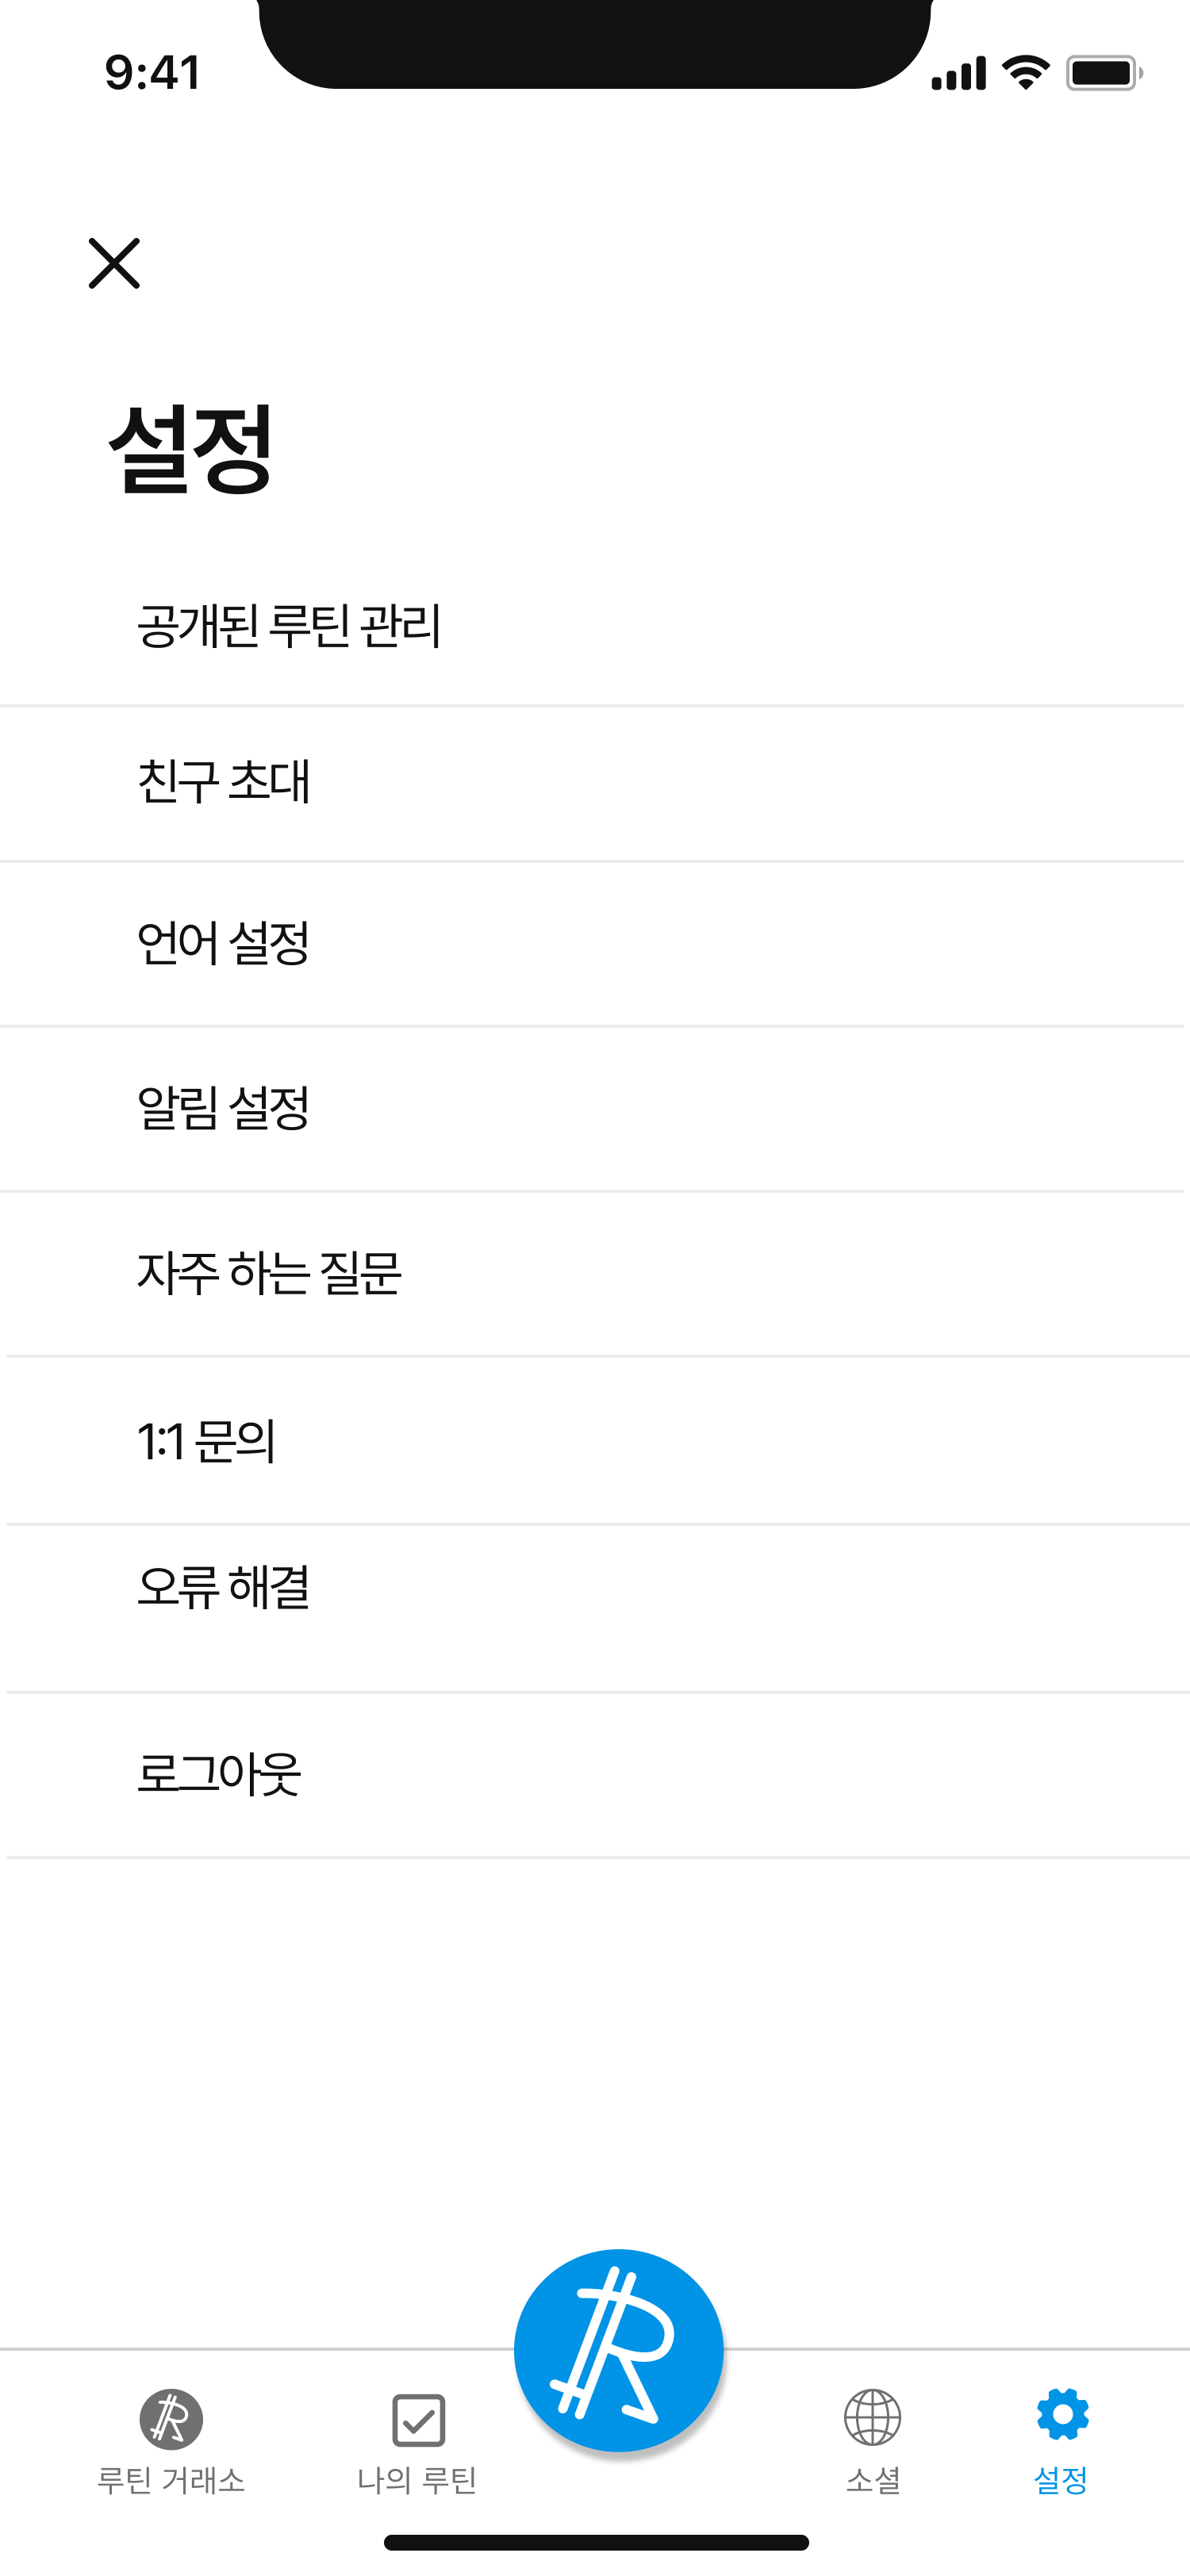 9:41
설정
공개된 루틴 관리
친구 초대
언어 설정
알림 설정
자주 하는 질문
1:1 문의
오류 해결
로그아웃
루틴 거래소
나의 루틴
소셜
설정